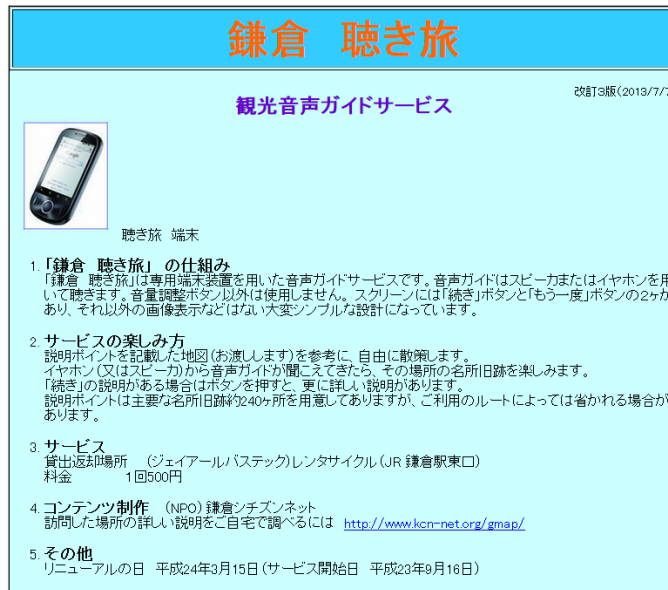 鎌倉　聴き旅
改訂3版(2013/7/7
観光音声ガイドサービス
聴き旅 端末
1. 「鎌倉　聴き旅」 の仕組み
「鎌倉　聴き旅」は専用端末装置を用いた音声ガイドサービスです。音声ガイドはスピーカまたはイヤホンを用
いて聴きます。音量調整ボタン以外は使用しません。スクリーンには「続き」ボタンと「もう一度」ボタンの2ヶが
あり、それ以外の画像表示などはない大変シンプルな設計になっています。
2. サービスの楽しみ方
説明ポイントを記載した地図(お渡しします)を参考に、自由に散策します。
イヤホン(又はスピーカ)から音声ガイドが聞こえてきたら、その場所の名所旧跡を楽しみます。
「続き」の説明がある場合はボタンを押すと、更に詳しい説明があります。
説明ポイントは主要な名所旧跡約240ヶ所を用意してありますが、ご利用のルートによっては省かれる場合が
あります。
3. サービス
貸出返却場所　(ジェイアールバステック)レンタサイクル(JR 鎌倉駅東口)
料金　　　1回500円
4. コンテンツ制作　(NPO)鎌倉シチズンネット
訪問した場所の詳しい説明をご自宅で調べるには　http://www.kcn-net.org/gmap/
5. その他
リニューアルの日　平成24年3月15日(サービス開始日　平成23年9月16日)